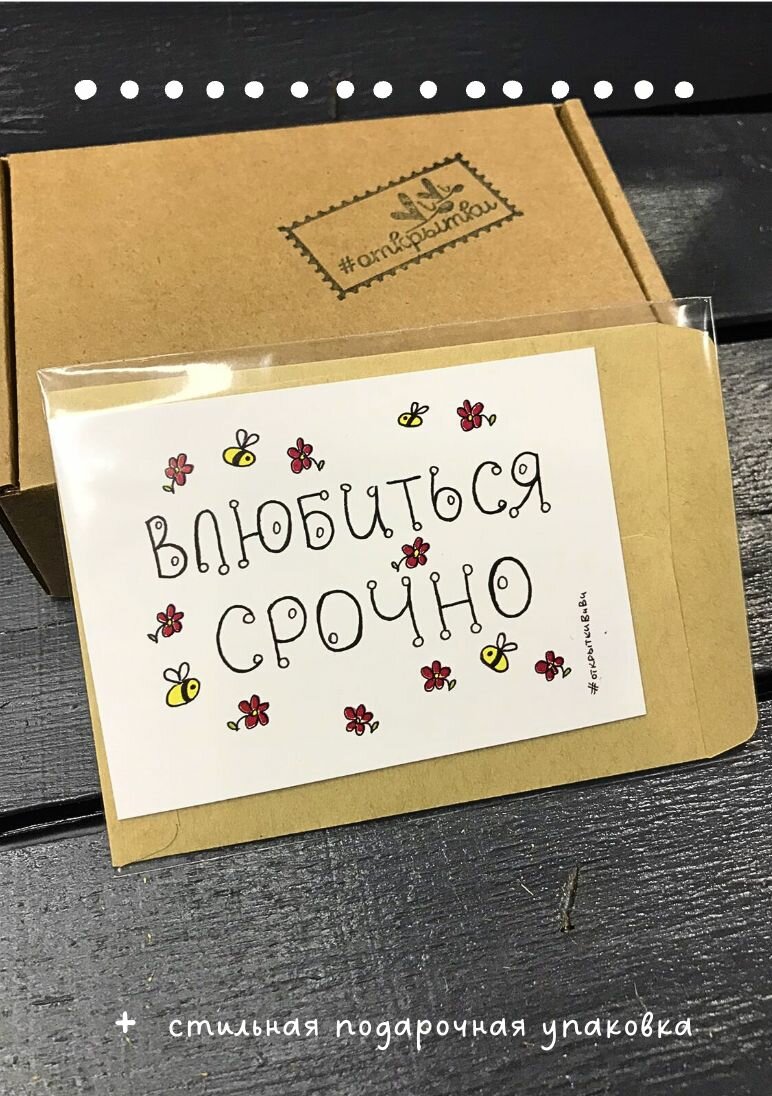 #открытки
ВЛЮБИТЬСЯ
СРОЧНО
#открыткиВиВи
+ стильная подарочная упаковка